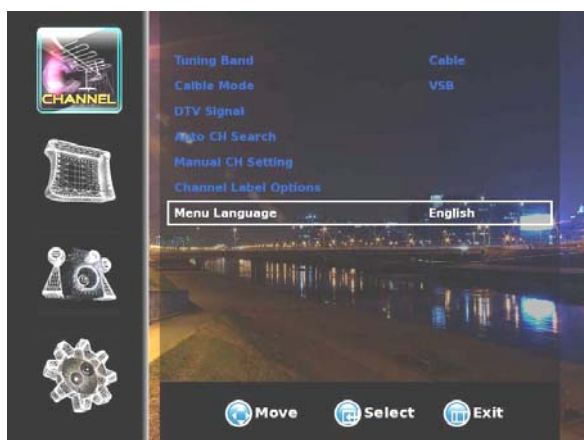 CHANNEL
Tuning Band Cable
Calble Mode VSB
DTV Signal
Auto CH Search
Manual CH Setting
Channel Label Options
Menu Language English
Move Select Exit